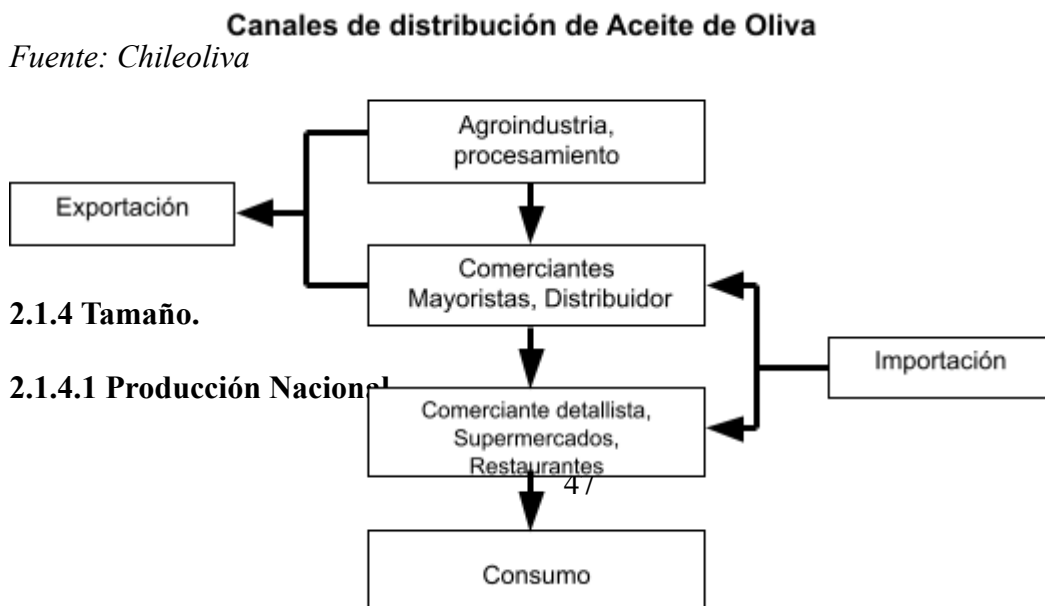 Canales de distribución de Aceite de Oliva
Fuente: Chileoliva
Agroindustria,
procesamiento
Exportación
Comerciantes
Mayoristas, Distribuidor
2.1.4 Tamaño.
Importación
2.1.4.1 Producción Nacional
Comerciante detallista,
Supermercados,
Restaurantes
47
Consumo